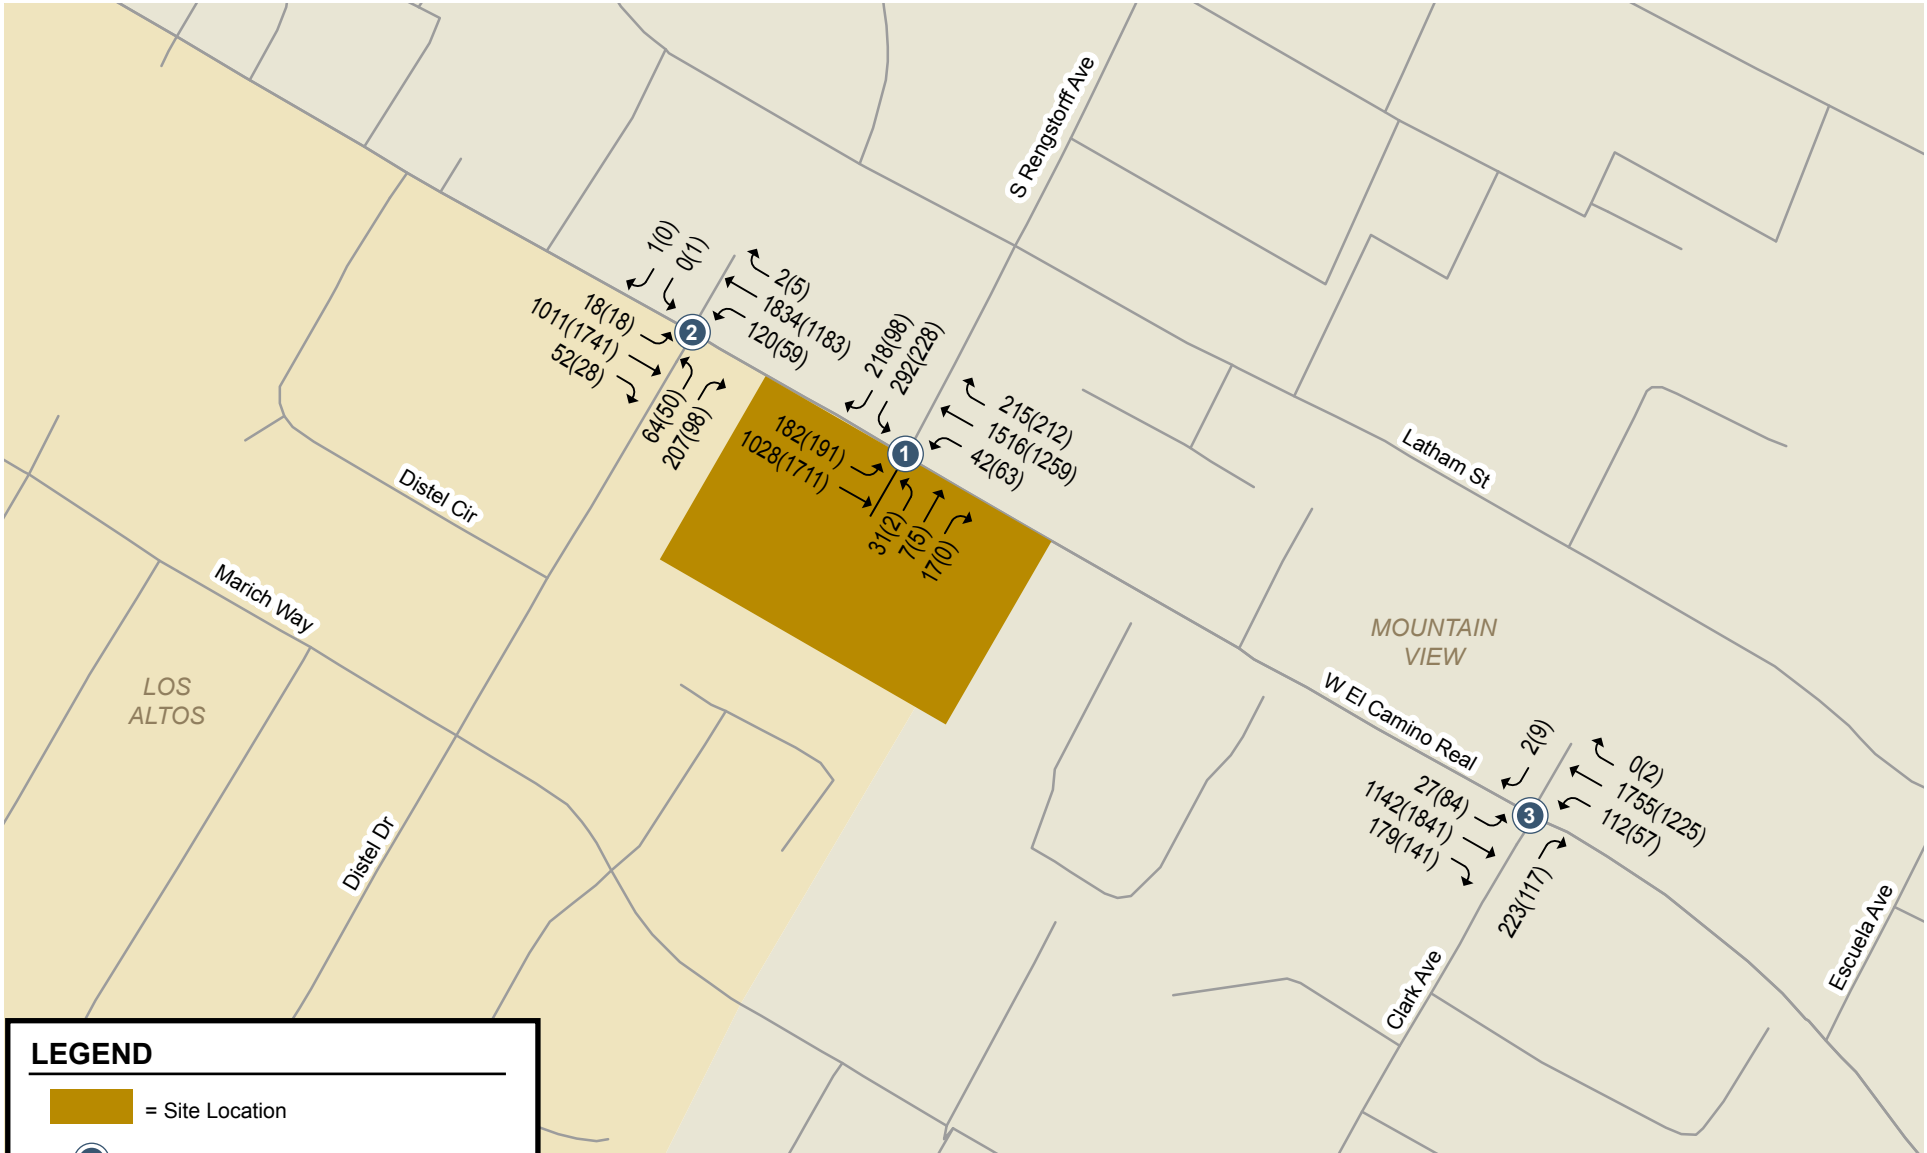 S Rengstorff Ave
1(0)
0(1)
2(5)
1834(1183)
120(59)
18(18)
1011(1741)
52(28)
2
64(50)
207(98)
218(98)
292(228)
215(212)
1516(1259)
42(63)
182(191)
1028(1711)
1
31(2)
7(5)
17(0)
Latham St
Distel Cir
Marich Way
MOUNTAIN
VIEW
LOS
ALTOS
W El Camino Real
2(9)
0(2)
1755(1225)
112(57)
27(84)
1142(1841)
179(141)
3
223(117)
Distel Dr
Clark Ave
Escuela Ave
LEGEND
= Site Location